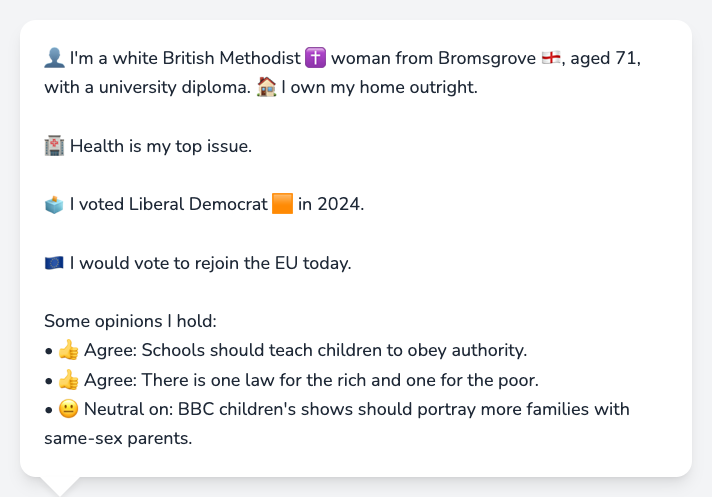 👤 I'm a white British Methodist ✝️ woman from Bromsgrove 🏴󠁧󠁢󠁥󠁮󠁧󠁿, aged 71,
with a university diploma. 🏠 I own my home outright.
🏥 Health is my top issue.
🗳️ I voted Liberal Democrat 🟧 in 2024.
🇪🇺 I would vote to rejoin the EU today.
Some opinions I hold:
• 👍 Agree: Schools should teach children to obey authority.
• 👍 Agree: There is one law for the rich and one for the poor.
• 😐 Neutral on: BBC children's shows should portray more families with
same-sex parents.